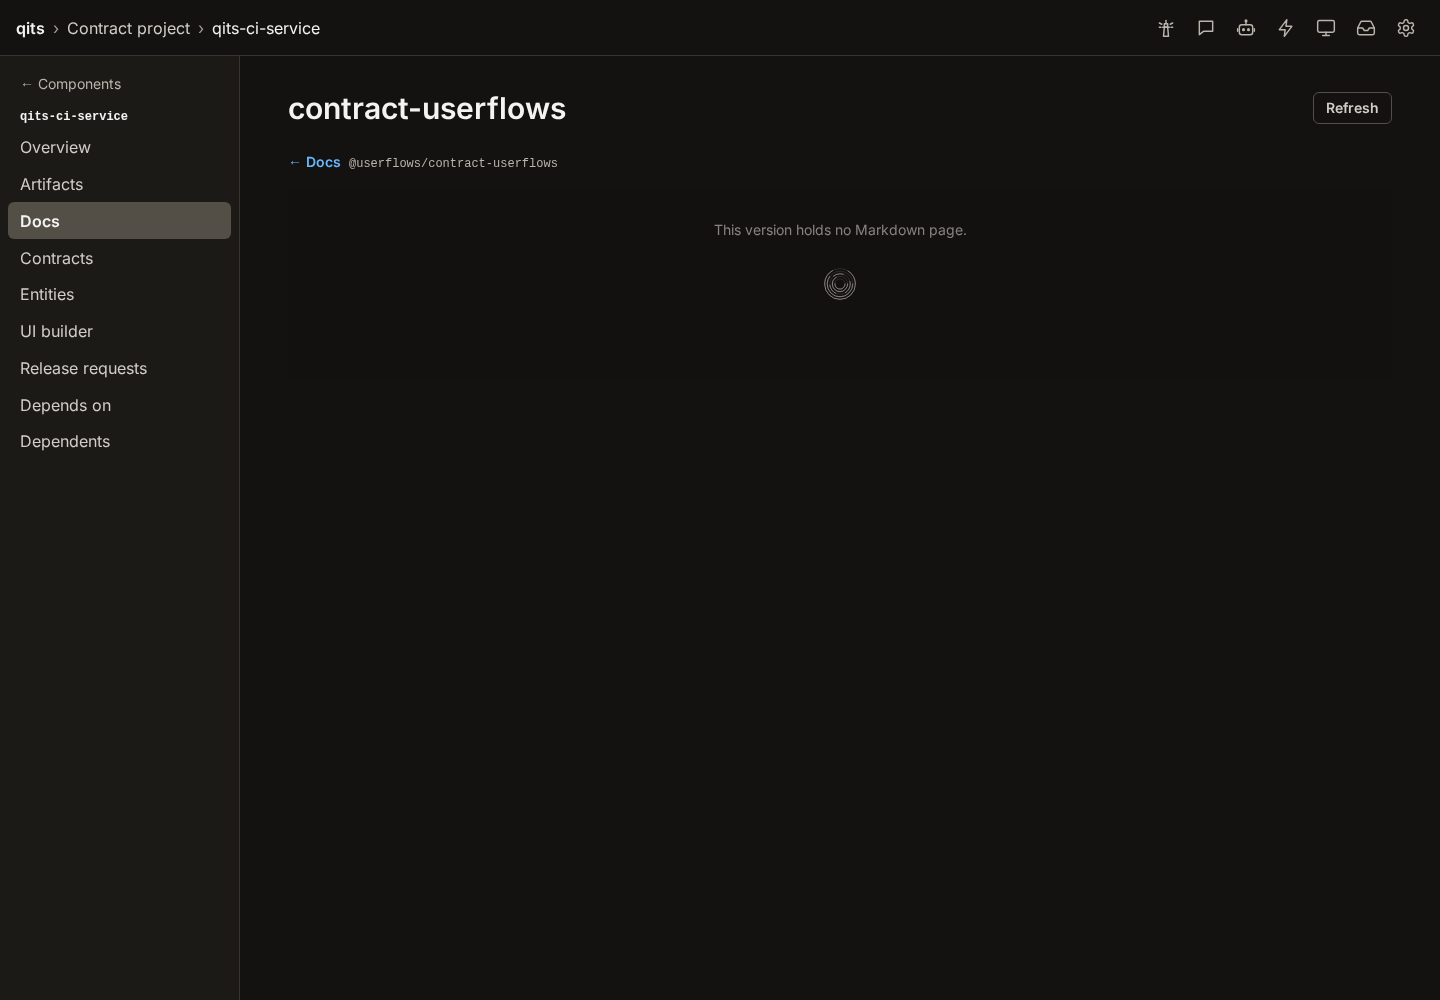 qits › Contract project › qits-ci-service
← Components
qits-ci-service
Overview
Artifacts
Docs
Contracts
Entities
UI builder
Release requests
Depends on
Dependents
contract-userflows
Refresh
← Docs @userflows/contract-userflows
This version holds no Markdown page.